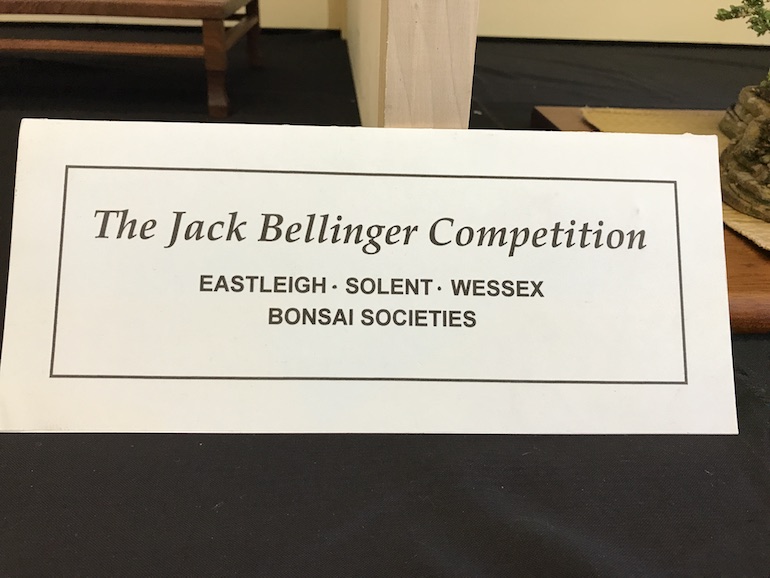 The Jack Bellinger Competition
EASTLEIGH · SOLENT · WESSEX
BONSAI SOCIETIES